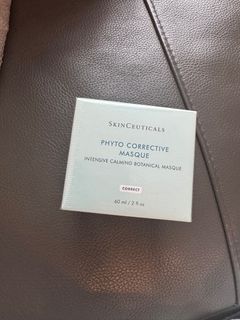 SKINCEUTICALS
PHYTO CORRECTIVE
MASQUE
INTENSIVE CALMING BOTANICAL MASQUE
CORRECT
60 ml / 2 fl oz